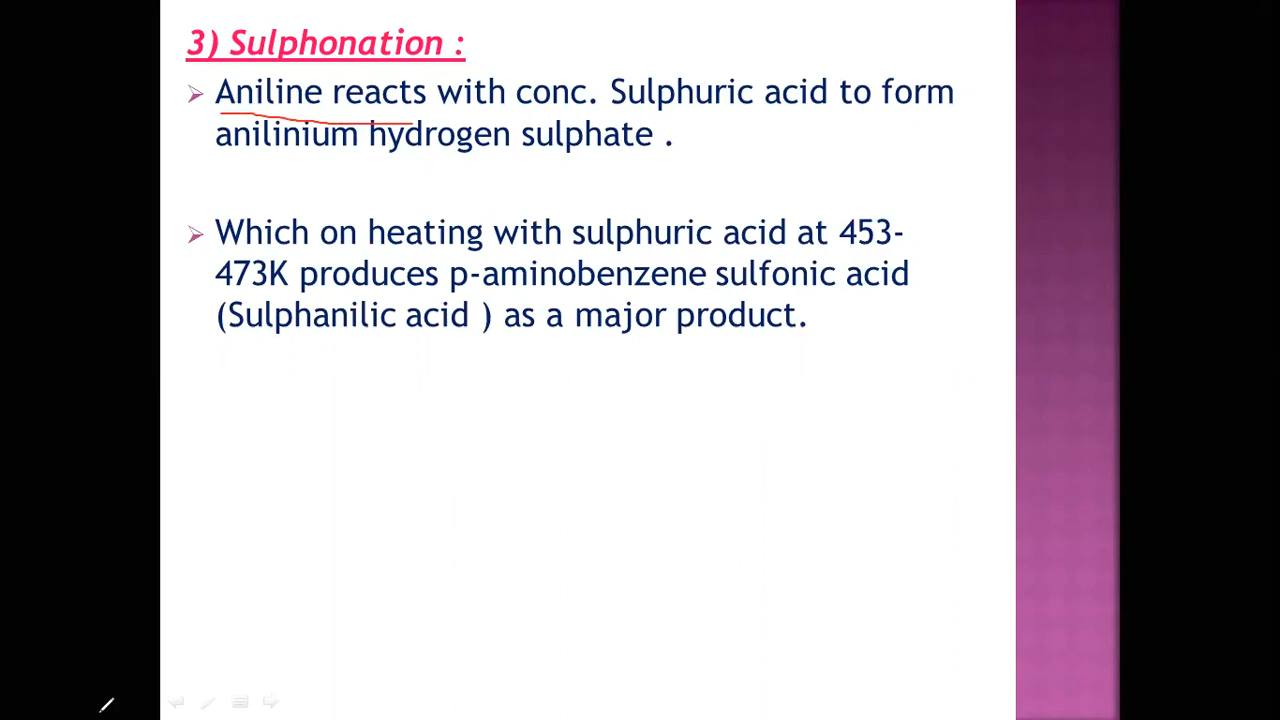 3) Sulphonation :
Aniline reacts with conc. Sulphuric acid to form
anilinium hydrogen sulphate .
Which on heating with sulphuric acid at 453-
473K produces p-aminobenzene sulfonic acid
(Sulphanilic acid ) as a major product.